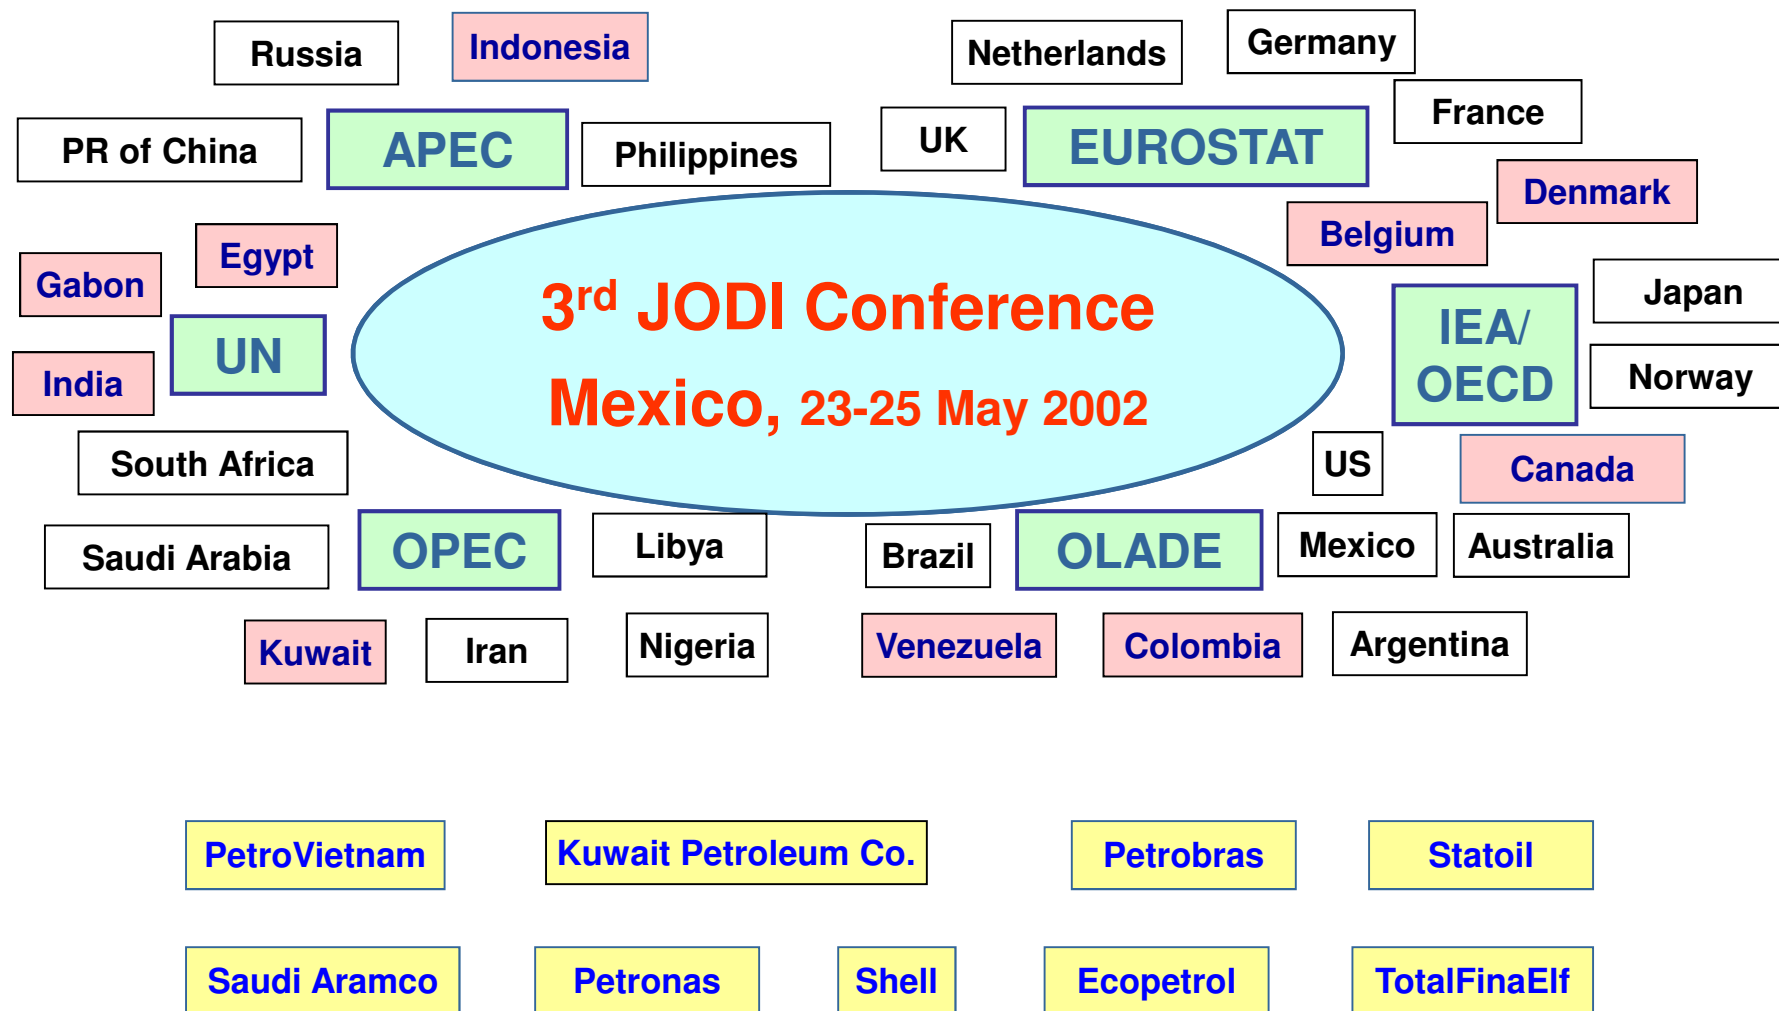 Russia
Indonesia
Netherlands
Germany
PR of China
APEC
Philippines
UK
EUROSTAT
France
Denmark
Belgium
Egypt
Gabon
3rd JODI Conference
Mexico, 23-25 May 2002
Japan
IEA/
OECD
Norway
UN
India
South Africa
US
Canada
Saudi Arabia
OPEC
Libya
Brazil
OLADE
Mexico
Australia
Kuwait
Iran
Nigeria
Venezuela
Colombia
Argentina
PetroVietnam
Kuwait Petroleum Co.
Petrobras
Statoil
Saudi Aramco
Petronas
Shell
Ecopetrol
TotalFinaElf